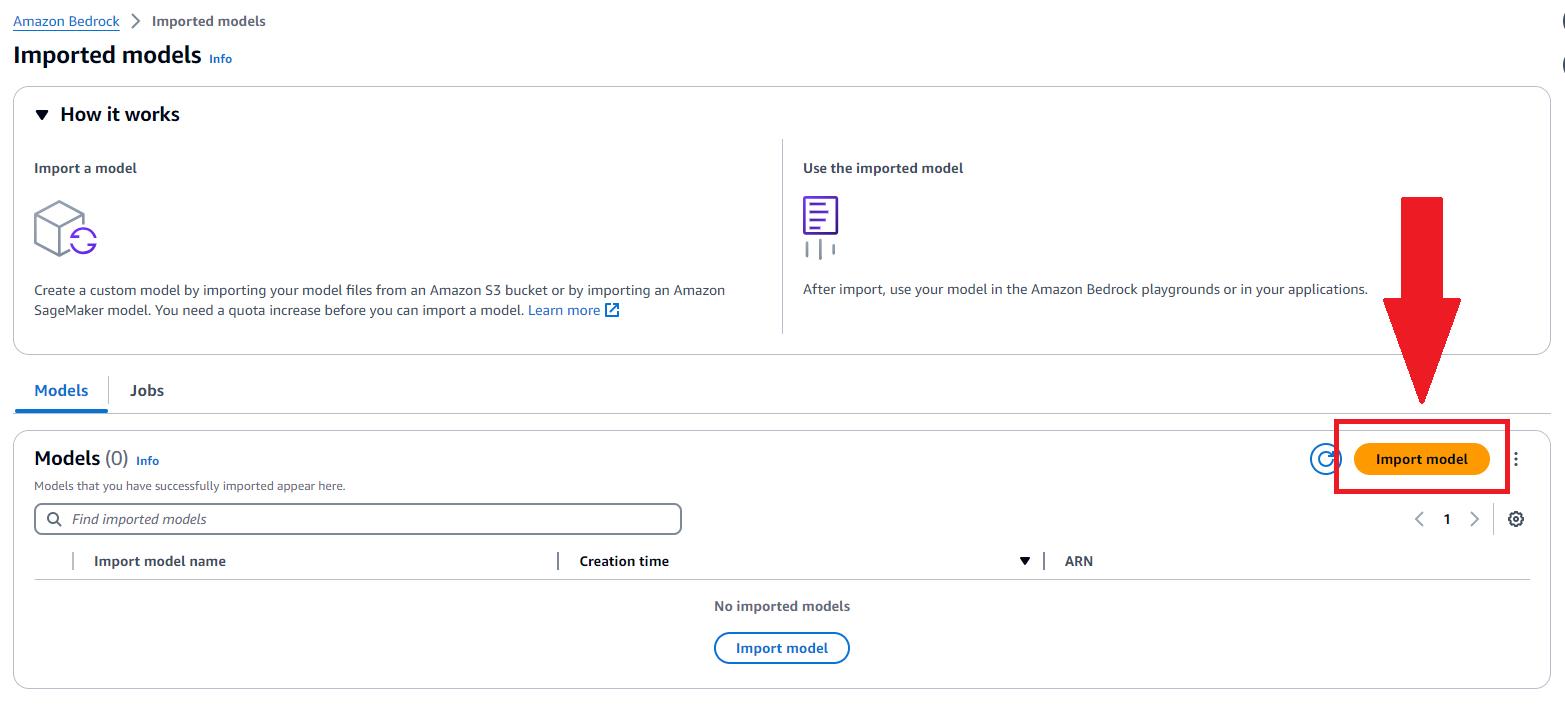 Amazon Bedrock > Imported models
Imported models Info
How it works
Import a model
Create a custom model by importing your model files from an Amazon S3 bucket or by importing an Amazon
SageMaker model. You need a quota increase before you can import a model. Learn more
Use the imported model
After import, use your model in the Amazon Bedrock playgrounds or in your applications.
Models Jobs
Models (0) Info
Import model
Models that you have successfully imported appear here.
Find imported models
1
Import model name Creation time ARN
No imported models
Import model